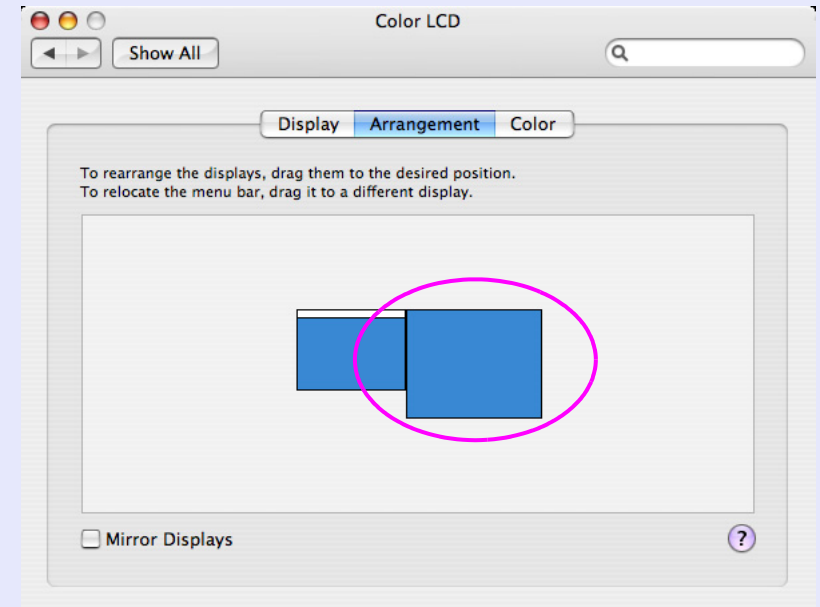 Color LCD
Show All
Display Arrangement Color
To rearrange the displays, drag them to the desired position.
To relocate the menu bar, drag it to a different display.
Mirror Displays
?